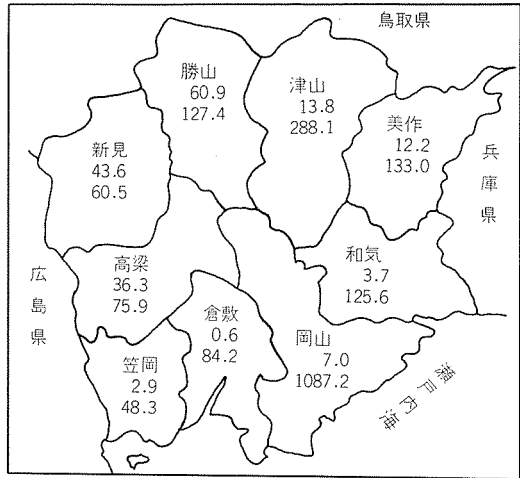 鳥取県
勝山
60.9
127.4
津山
13.8
288.1
美作
12.2
133.0
兵庫県
新見
43.6
60.5
和気
3.7
125.6
広島県
高梁
36.3
75.9
倉敷
0.6
84.2
岡山
7.0
1087.2
笠岡
2.9
48.3
瀬戸内海